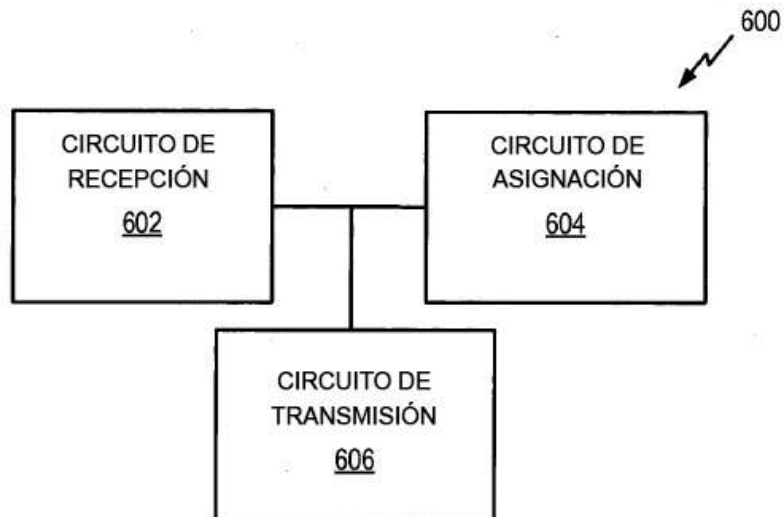 600
CIRCUITO DE
RECEPCIÓN
602
CIRCUITO DE
ASIGNACIÓN
604
CIRCUITO DE
TRANSMISIÓN
606